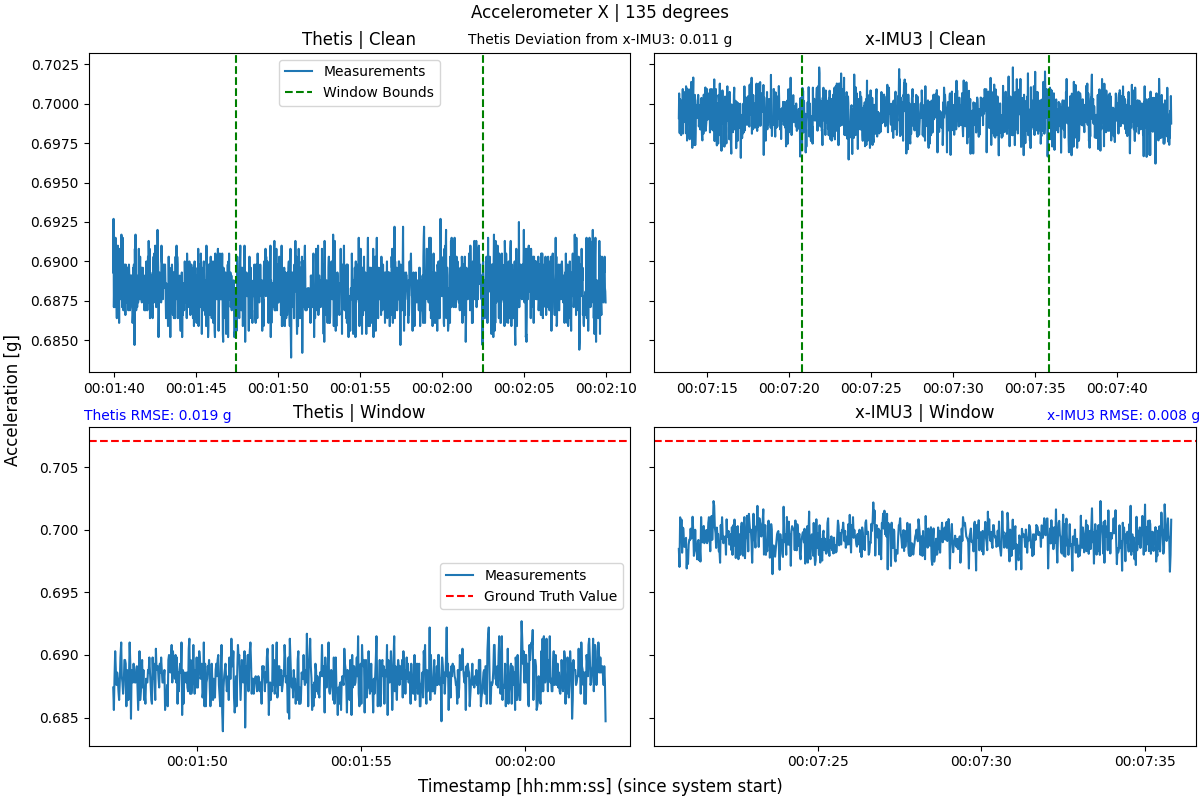 Accelerometer X | 135 degrees
Thetis | Clean
Thetis Deviation from x-IMU3: 0.011 g
x-IMU3 | Clean
Measurements
Window Bounds
0.7025
0.7000
0.6975
0.6950
0.6925
0.6900
0.6875
0.6850
00:01:40 00:01:45 00:01:50 00:01:55 00:02:00 00:02:05 00:02:10
00:07:15 00:07:20 00:07:25 00:07:30 00:07:35 00:07:40
Acceleration [g]
Thetis RMSE: 0.019 g
Thetis | Window
x-IMU3 | Window
x-IMU3 RMSE: 0.008 g
0.705
0.700
0.695
0.690
0.685
Measurements
Ground Truth Value
00:01:50 00:01:55 00:02:00
00:07:25 00:07:30 00:07:35
Timestamp [hh:mm:ss] (since system start)